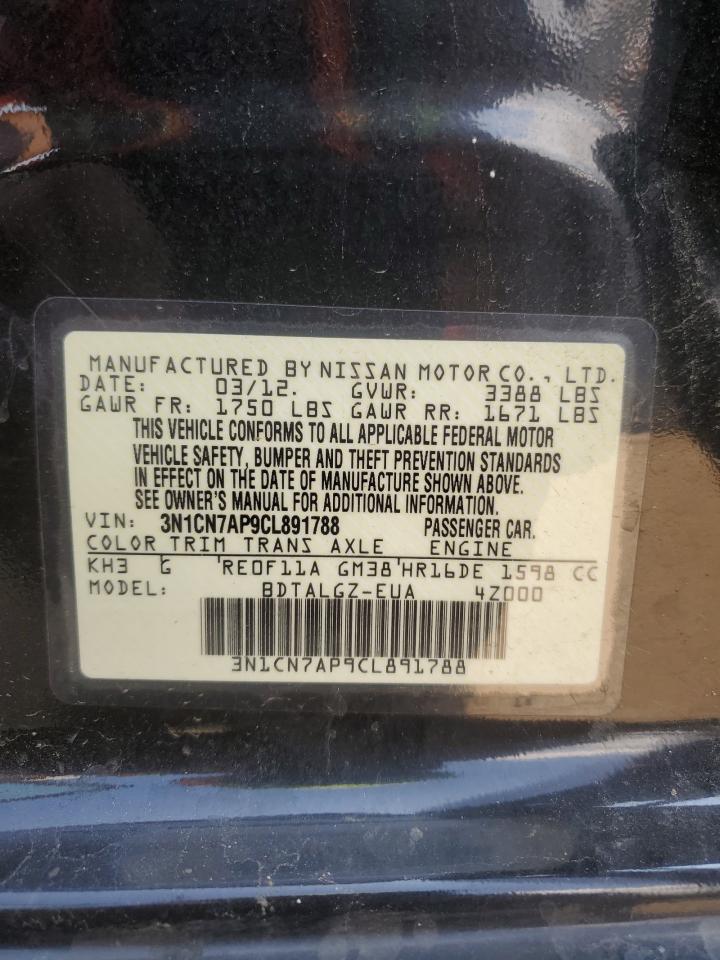 MANUFACTURED BY NISSAN MOTOR CO., LTD.
DATE: 03/12. GVWR: 3388 LBS
GAWR FR: 1750 LBS GAWR RR: 1671 LBS
THIS VEHICLE CONFORMS TO ALL APPLICABLE FEDERAL MOTOR
VEHICLE SAFETY, BUMPER AND THEFT PREVENTION STANDARDS
IN EFFECT ON THE DATE OF MANUFACTURE SHOWN ABOVE.
SEE OWNER'S MANUAL FOR ADDITIONAL INFORMATION.
VIN: 3N1CN7AP9CL891788 PASSENGER CAR.
COLOR TRIM TRANS AXLE ENGINE
KH3 G RE0F11A GM38 HR16DE 1598 CC
MODEL: BDTALGZ-EUA 4Z000
3N1CN7AP9CL891788